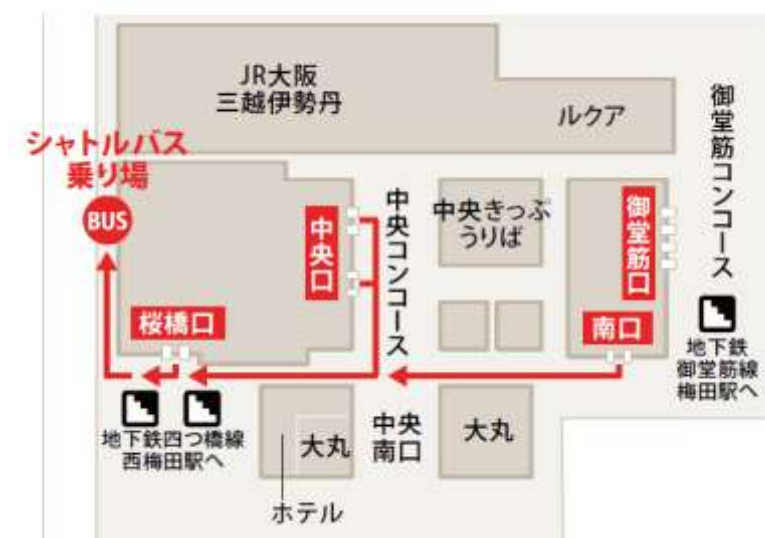 JR大阪
三越伊勢丹
ルクア
御堂筋コンコース
シャトルバス
乗り場
BUS
中央口
中央コンコース
中央きっぷ
うりば
御堂筋口
桜橋口
南口
地下鉄
御堂筋線
梅田駅へ
地下鉄四つ橋線
西梅田駅へ
大丸
中央
南口
大丸
ホテル